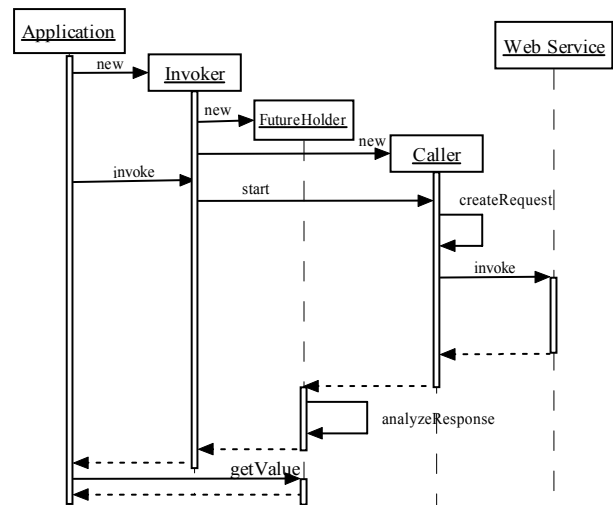 Application
Web Service
new
Invoker
new
FutureHolder
new
Caller
invoke
start
createRequest
invoke
analyzeResponse
getValue